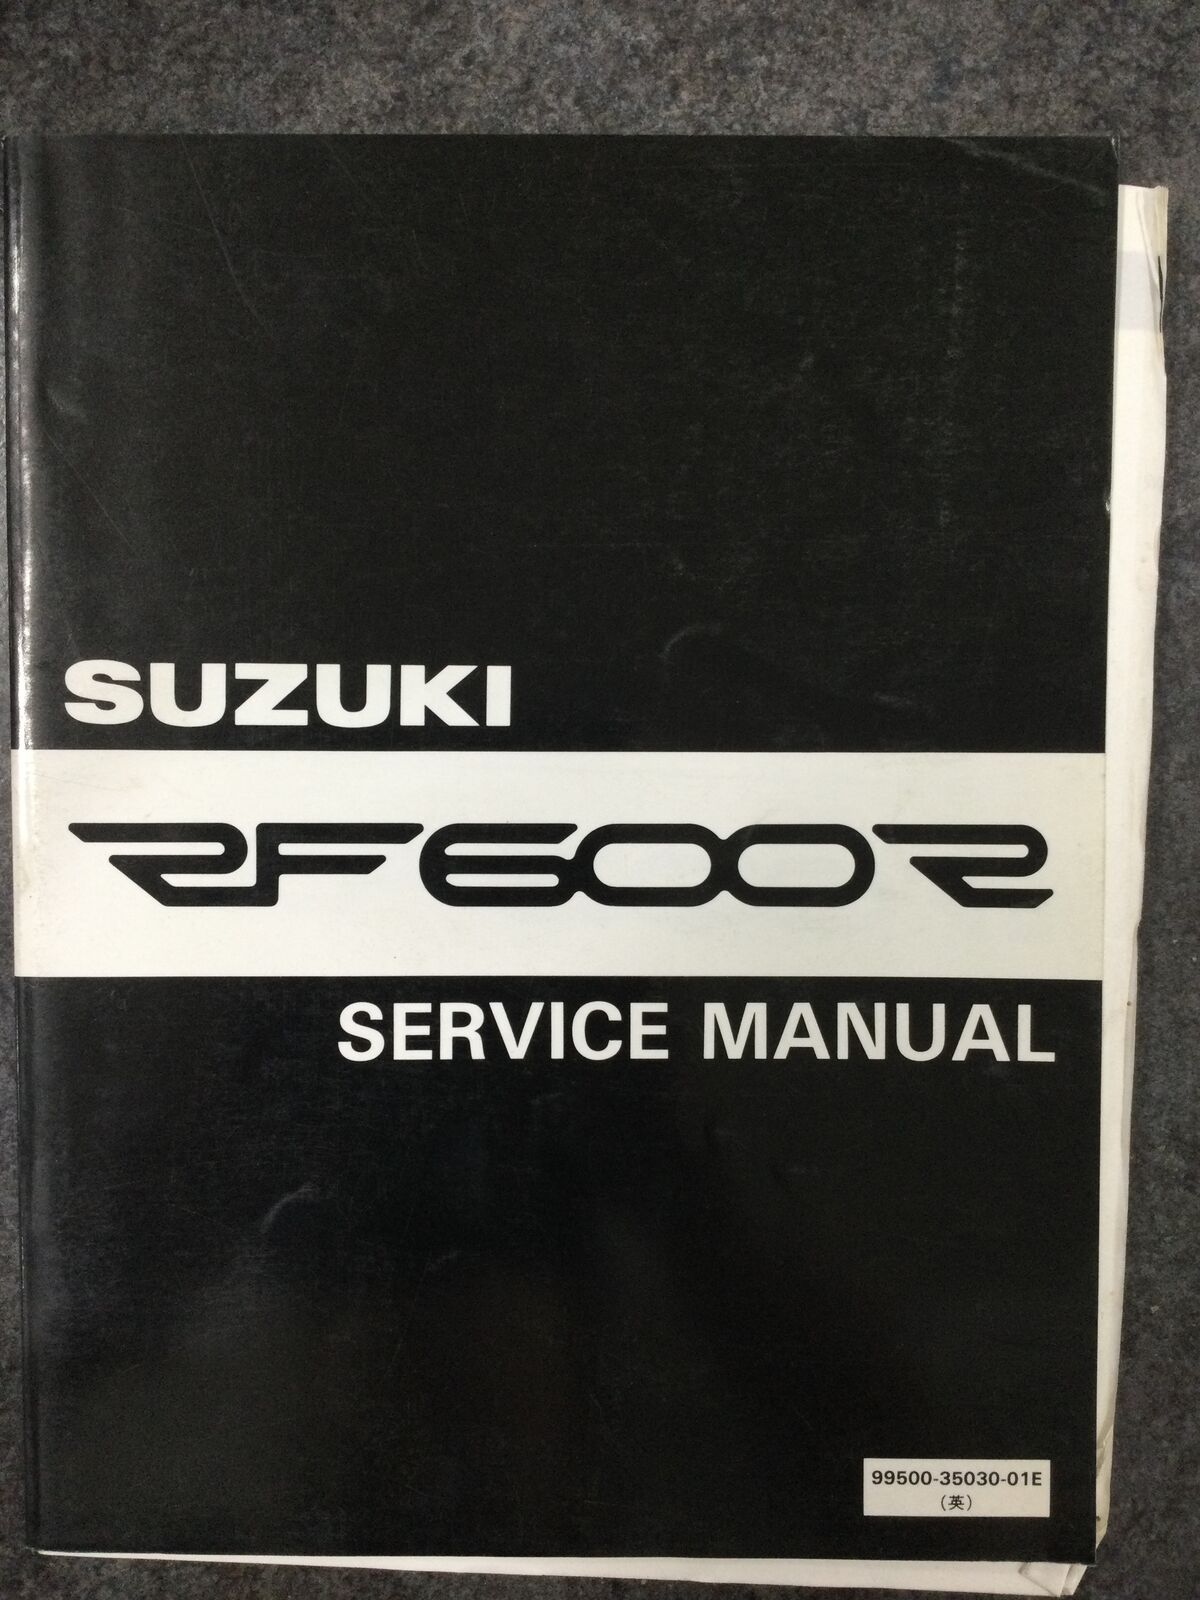 SUZUKI
RF600R
SERVICE MANUAL
99500-35030-01E
(英)